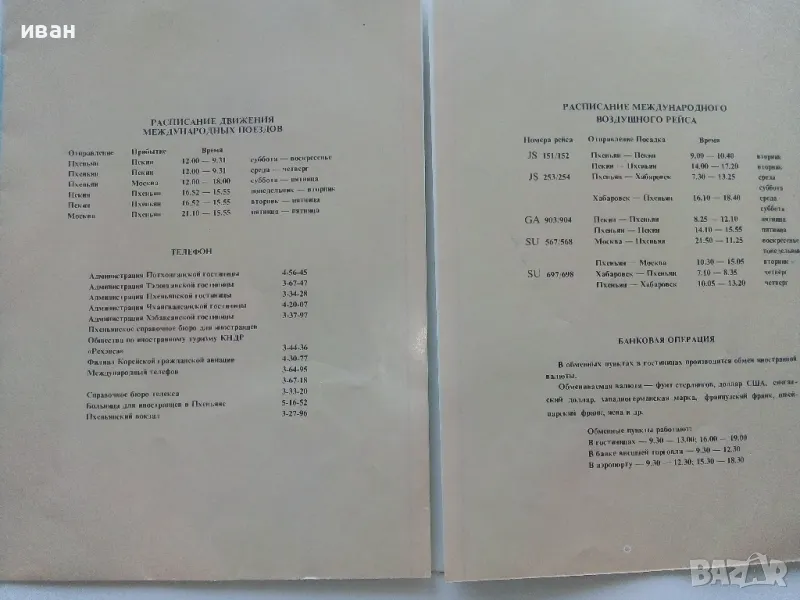 иван
РАСПИСАНИЕ ДВИЖЕНИЯ
МЕЖДУНАРОДНЫХ ПОЕЗДОВ
Отправление Прибытие Время
Пхеньян Пекин 12.00 — 9.31 суббота — воскресенье
Пхеньян Пекин 12.00 — 9.31 среда — четверг
Пхеньян Москва 12.00 — 18.00 суббота — пятница
Пекин Пхеньян 16.52 — 15.55 понедельник — вторник
Пекин Пхеньян 16.52 — 15.55 вторник — пятница
Москва Пхеньян 21.10 — 15.55 пятница — пятница
ТЕЛЕФОН
Администрация Потхонганской гостиницы 4-56-45
Администрация Тэдонганской гостиницы 3-67-47
Администрация Пхеньянской гостиницы 3-34-28
Администрация Чхангвансанской гостиницы 4-20-07
Администрация Хэбансанской гостиницы 3-37-97
Пхеньянское справочное бюро для иностранцев
Общества по иностранному туризму КНДР
«Рёхэнса» 3-44-36
Филиал Корейской гражданской авиации 4-30-77
Международный телефон 3-64-95
3-67-18
Справочное бюро телекса 3-33-20
Больница для иностранцев в Пхеньяне 5-16-52
Пхеньянский вокзал 3-27-96
РАСПИСАНИЕ МЕЖДУНАРОДНОГО
ВОЗДУШНОГО РЕЙСА
Номера рейса Отправление Посадка Время
JS 151/152 Пхеньян — Пекин 9.00 — 10.40 вторник
Пекин — Пхеньян 14.00 — 17.20 вторник
JS 253/254 Пхеньян — Хабаровск 7.30 — 13.25 среда
суббота
Хабаровск — Пхеньян 16.10 — 18.40 среда
суббота
GA 903/904 Пекин — Пхеньян 8.25 — 12.10 пятница
Пхеньян — Пекин 14.10 — 15.55 пятница
SU 567/568 Москва — Пхеньян 21.50 — 11.25 воскресенье
понедельник
Пхеньян — Москва 10.30 — 15.05 вторник
SU 697/698 Хабаровск — Пхеньян 7.10 — 8.35 четверг
Пхеньян — Хабаровск 10.05 — 13.20 четверг
БАНКОВАЯ ОПЕРАЦИЯ
В обменных пунктах в гостиницах производится обмен иностранной
валюты.
Обмениваемая валюта — фунт стерлингов, доллар США,
доллар, западногерманская марка, французский франк, швей-
царский франк, иена и др.
Обменные пункты работают:
В гостиницах — 9.30 — 13.00; 16.00 — 19.00
В банке внешней торговли — 9.30 — 12.30
В аэропорту — 9.30 — 12.30; 15.30 — 18.30
BAZAR